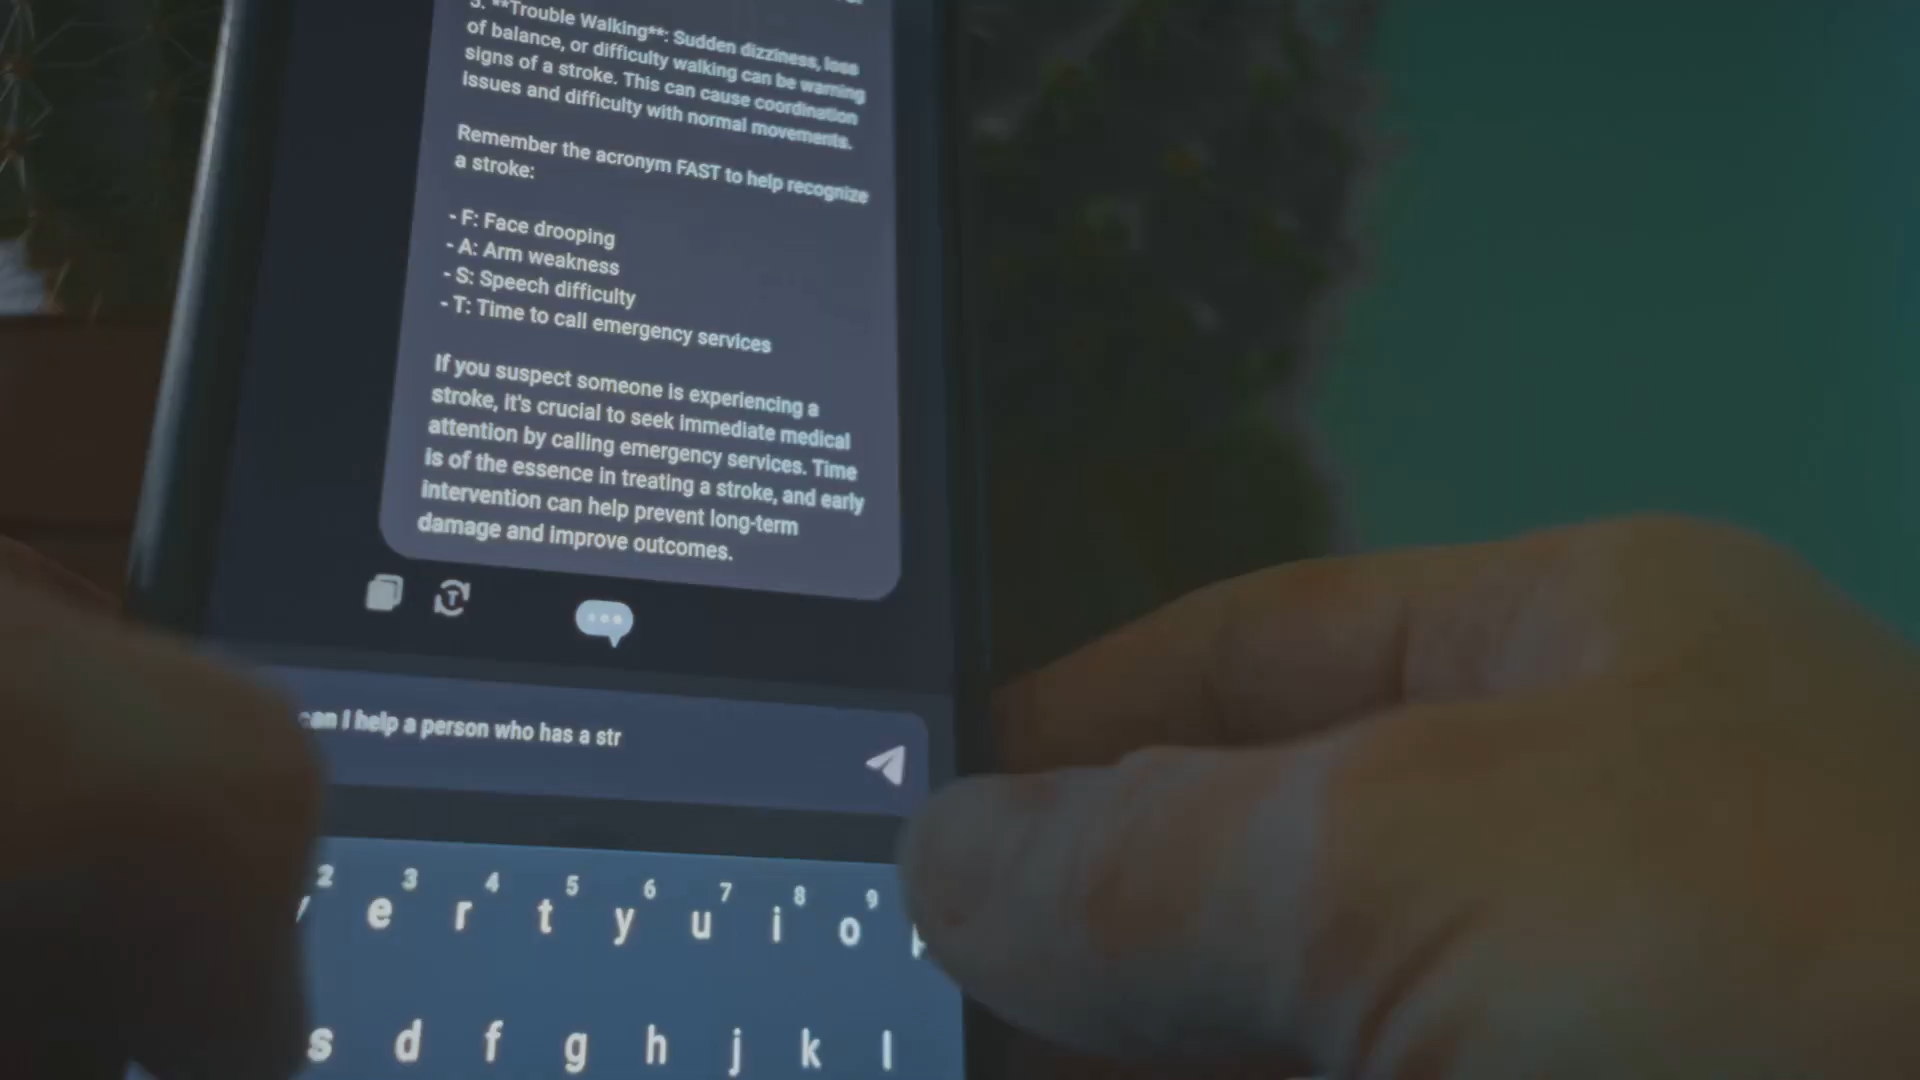 5. **Trouble Walking**: Sudden dizziness, loss
of balance, or difficulty walking can be warning
signs of a stroke. This can cause coordination
issues and difficulty with normal movements.
Remember the acronym FAST to help recognize
a stroke:
- F: Face drooping
- A: Arm weakness
- S: Speech difficulty
- T: Time to call emergency services
If you suspect someone is experiencing a
stroke, it's crucial to seek immediate medical
attention by calling emergency services. Time
is of the essence in treating a stroke, and early
intervention can help prevent long-term
damage and improve outcomes.
can I help a person who has a str
2 3 4 5 6 7 8 9
e r t y u i o
s d f g h j k l